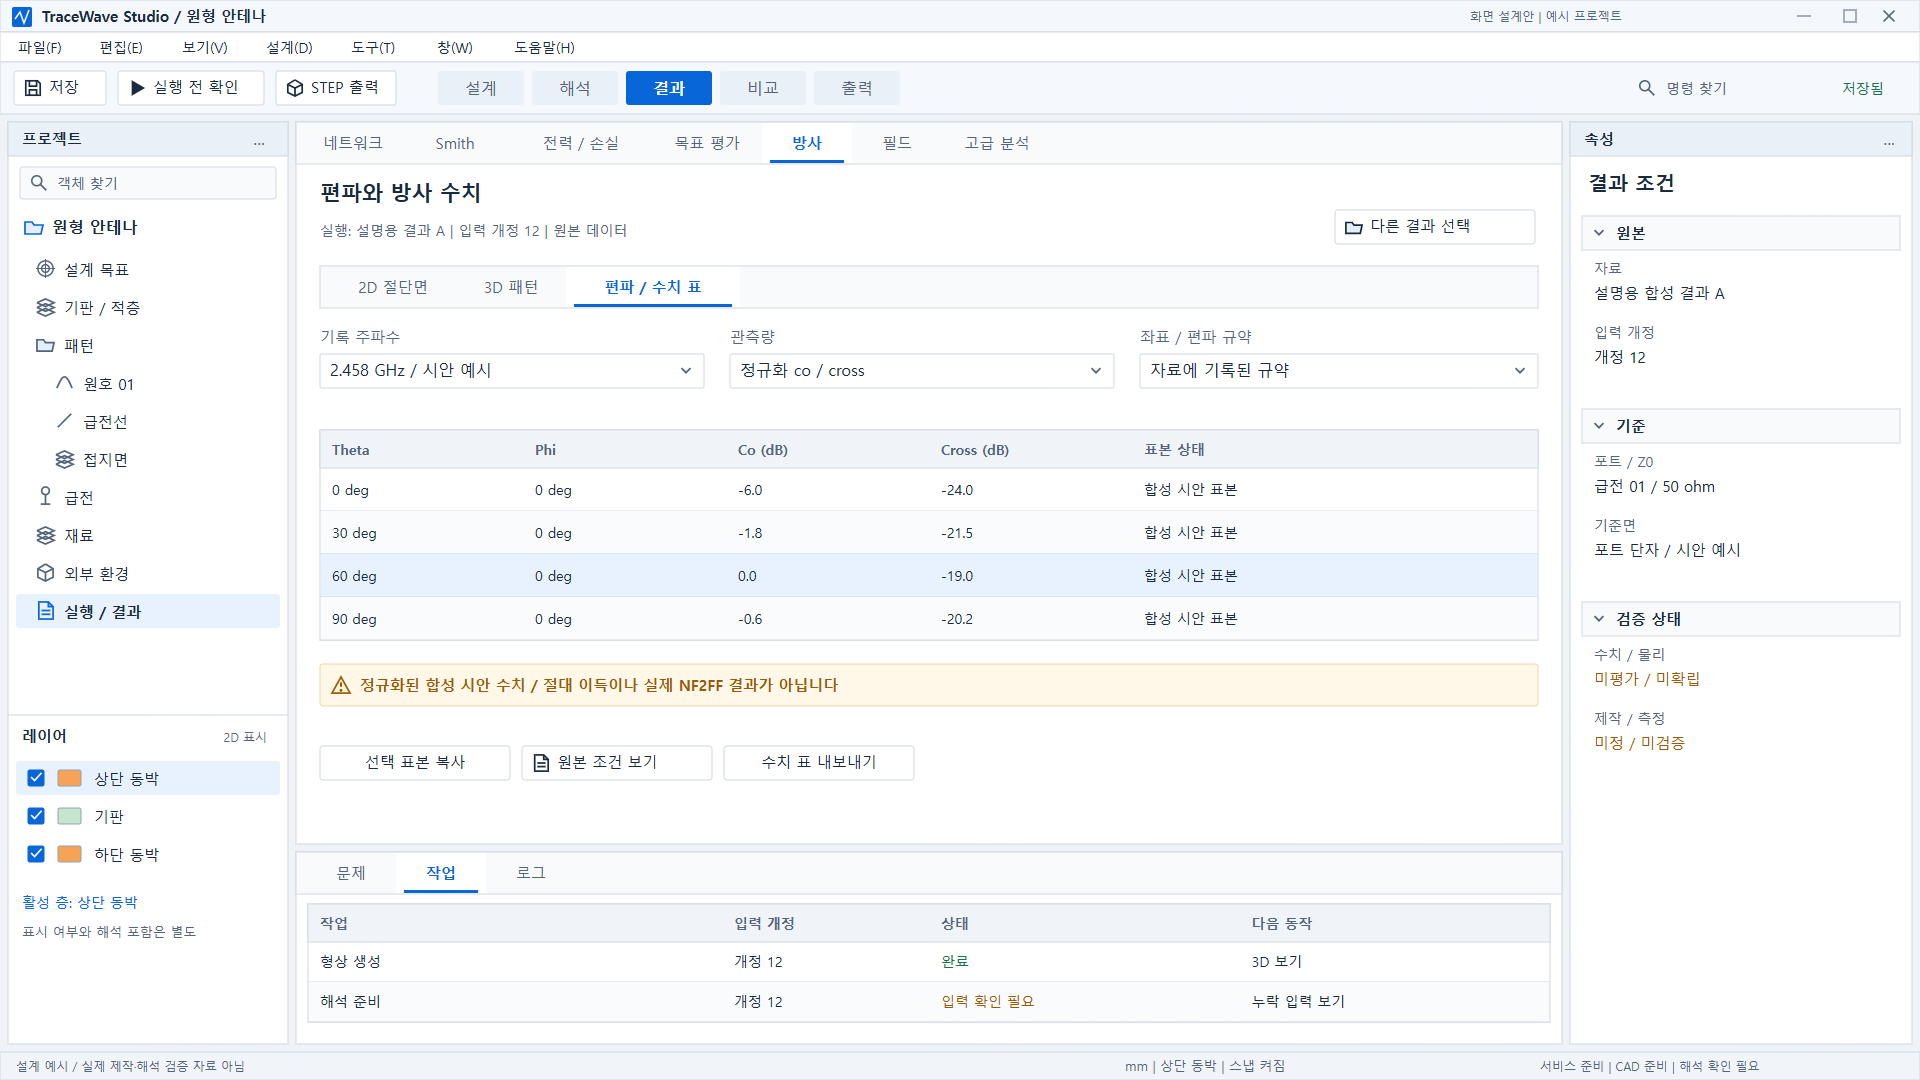 TraceWave Studio / 원형 안테나
화면 설계안 | 예시 프로젝트
파일(F) 편집(E) 보기(V) 설계(D) 도구(T) 창(W) 도움말(H)
저장 실행 전 확인 STEP 출력 설계 해석 결과 비교 출력 명령 찾기 저장됨
프로젝트 ...
객체 찾기
원형 안테나
설계 목표
기판 / 적층
패턴
원호 01
급전선
접지면
급전
재료
외부 환경
실행 / 결과
레이어 2D 표시
상단 동박
기판
하단 동박
활성 층: 상단 동박
표시 여부와 해석 포함은 별도
네트워크 Smith 전력 / 손실 목표 평가 방사 필드 고급 분석
편파와 방사 수치
실행: 설명용 결과 A | 입력 개정 12 | 원본 데이터
다른 결과 선택
2D 절단면 3D 패턴 편파 / 수치 표
기록 주파수 관측량 좌표 / 편파 규약
2.458 GHz / 시안 예시 정규화 co / cross 자료에 기록된 규약
Theta Phi Co (dB) Cross (dB) 표본 상태
0 deg 0 deg -6.0 -24.0 합성 시안 표본
30 deg 0 deg -1.8 -21.5 합성 시안 표본
60 deg 0 deg 0.0 -19.0 합성 시안 표본
90 deg 0 deg -0.6 -20.2 합성 시안 표본
정규화된 합성 시안 수치 / 절대 이득이나 실제 NF2FF 결과가 아닙니다
선택 표본 복사 원본 조건 보기 수치 표 내보내기
문제 작업 로그
작업 입력 개정 상태 다음 동작
형상 생성 개정 12 완료 3D 보기
해석 준비 개정 12 입력 확인 필요 누락 입력 보기
속성 ...
결과 조건
원본
자료
설명용 합성 결과 A
입력 개정
개정 12
기준
포트 / Z0
급전 01 / 50 ohm
기준면
포트 단자 / 시안 예시
검증 상태
수치 / 물리
미평가 / 미확립
제작 / 측정
미정 / 미검증
설계 예시 / 실제 제작·해석 검증 자료 아님
mm | 상단 동박 | 스냅 켜짐
서비스 준비 | CAD 준비 | 해석 확인 필요